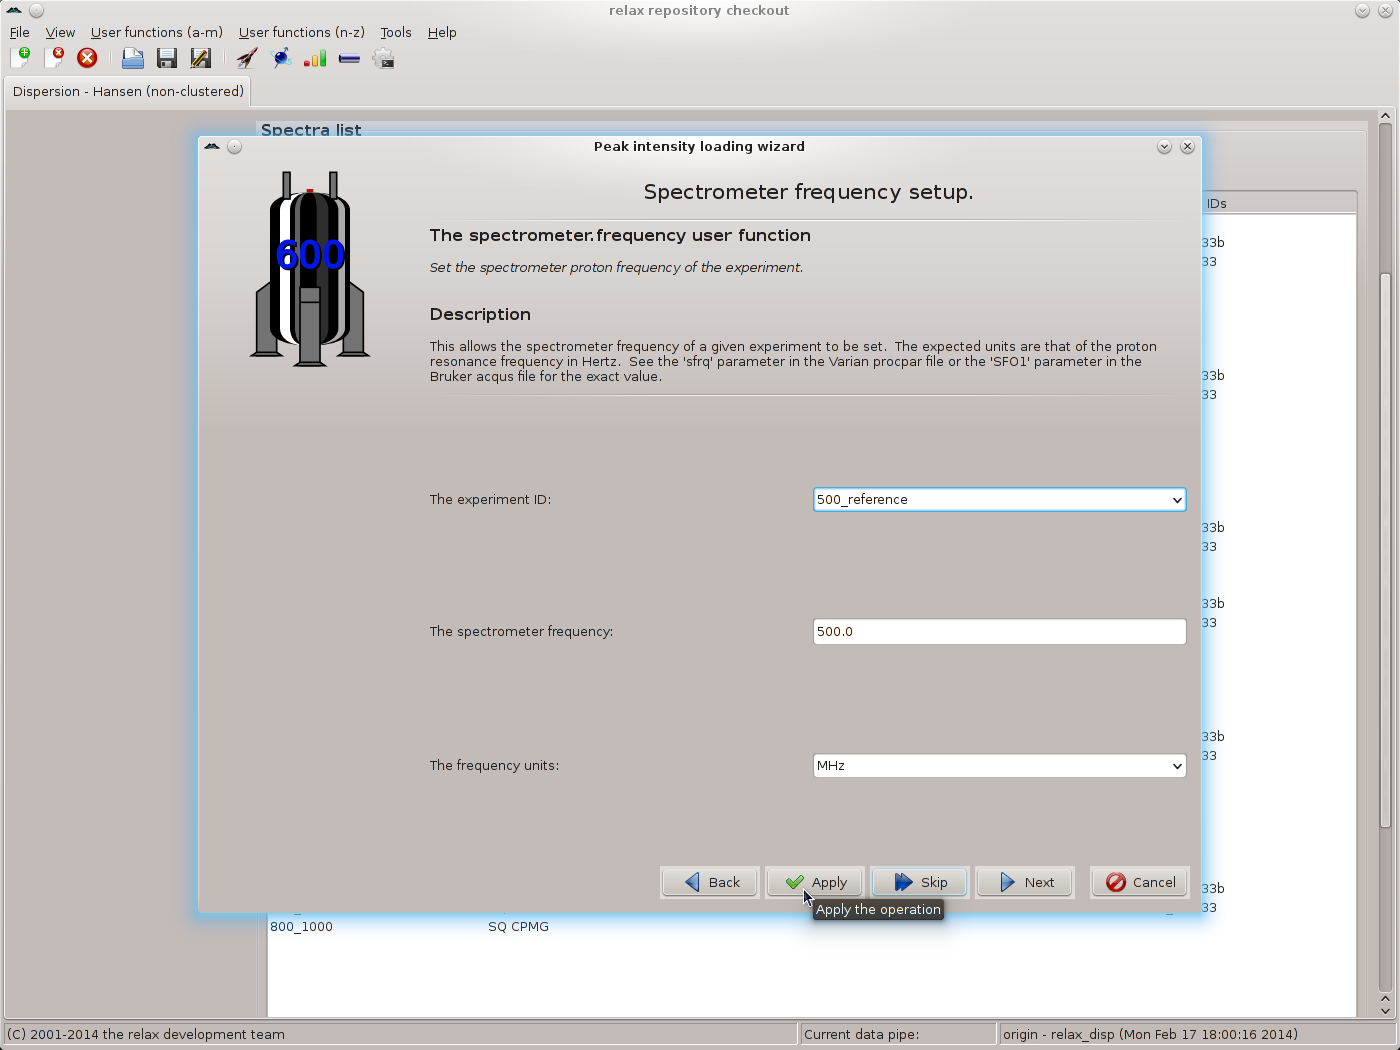 relax repository checkout
File View User functions (a-m) User functions (n-z) Tools Help
Dispersion - Hansen (non-clustered)
Spectra list
Peak intensity loading wizard
600
Spectrometer frequency setup.
The spectrometer.frequency user function
Set the spectrometer proton frequency of the experiment.
Description
This allows the spectrometer frequency of a given experiment to be set.  The expected units are that of the proton
resonance frequency in Hertz.  See the 'sfrq' parameter in the Varian procpar file or the 'SFO1' parameter in the
Bruker acqus file for the exact value.
The experiment ID: 500_reference
The spectrometer frequency: 500.0
The frequency units: MHz
Back Apply Skip Next Cancel
Apply the operation
IDs
33b
33
33b
33
33b
33
33b
33
33b
33
33b
33
800_1000 SQ CPMG
(C) 2001-2014 the relax development team Current data pipe: origin - relax_disp (Mon Feb 17 18:00:16 2014)